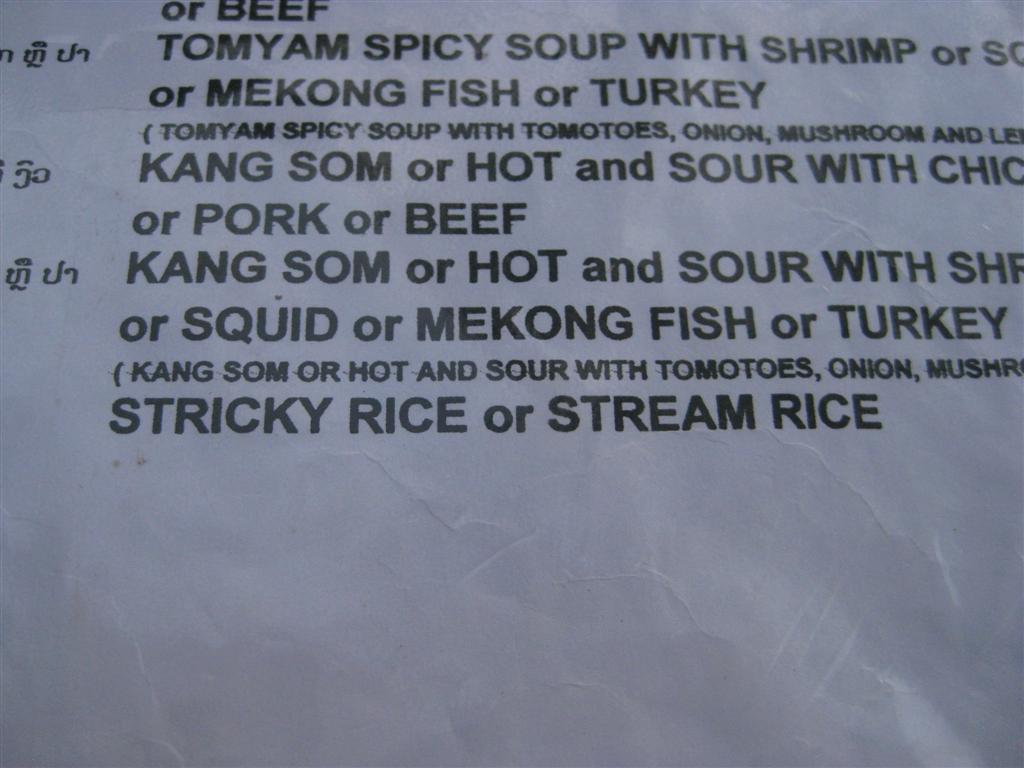 or BEEF
ຫຼື ປາ TOMYAM SPICY SOUP WITH SHRIMP or
or MEKONG FISH or TURKEY
( TOMYAM SPICY SOUP WITH TOMOTOES, ONION, MUSHROOM AND
ງົວ KANG SOM or HOT and SOUR WITH
or PORK or BEEF
ຫຼື ປາ KANG SOM or HOT and SOUR WITH
or SQUID or MEKONG FISH or TURKEY
( KANG SOM OR HOT AND SOUR WITH TOMOTOES, ONION,
STRICKY RICE or STREAM RICE